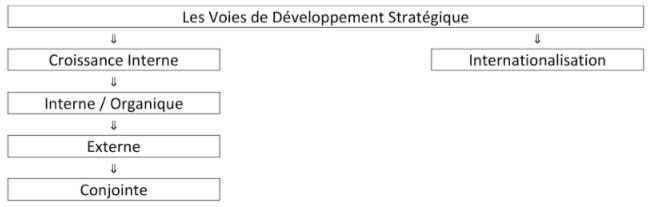 Les Voies de Développement Stratégique
⇓ ⇓
Croissance Interne Internationalisation
⇓
Interne / Organique
⇓
Externe
⇓
Conjointe